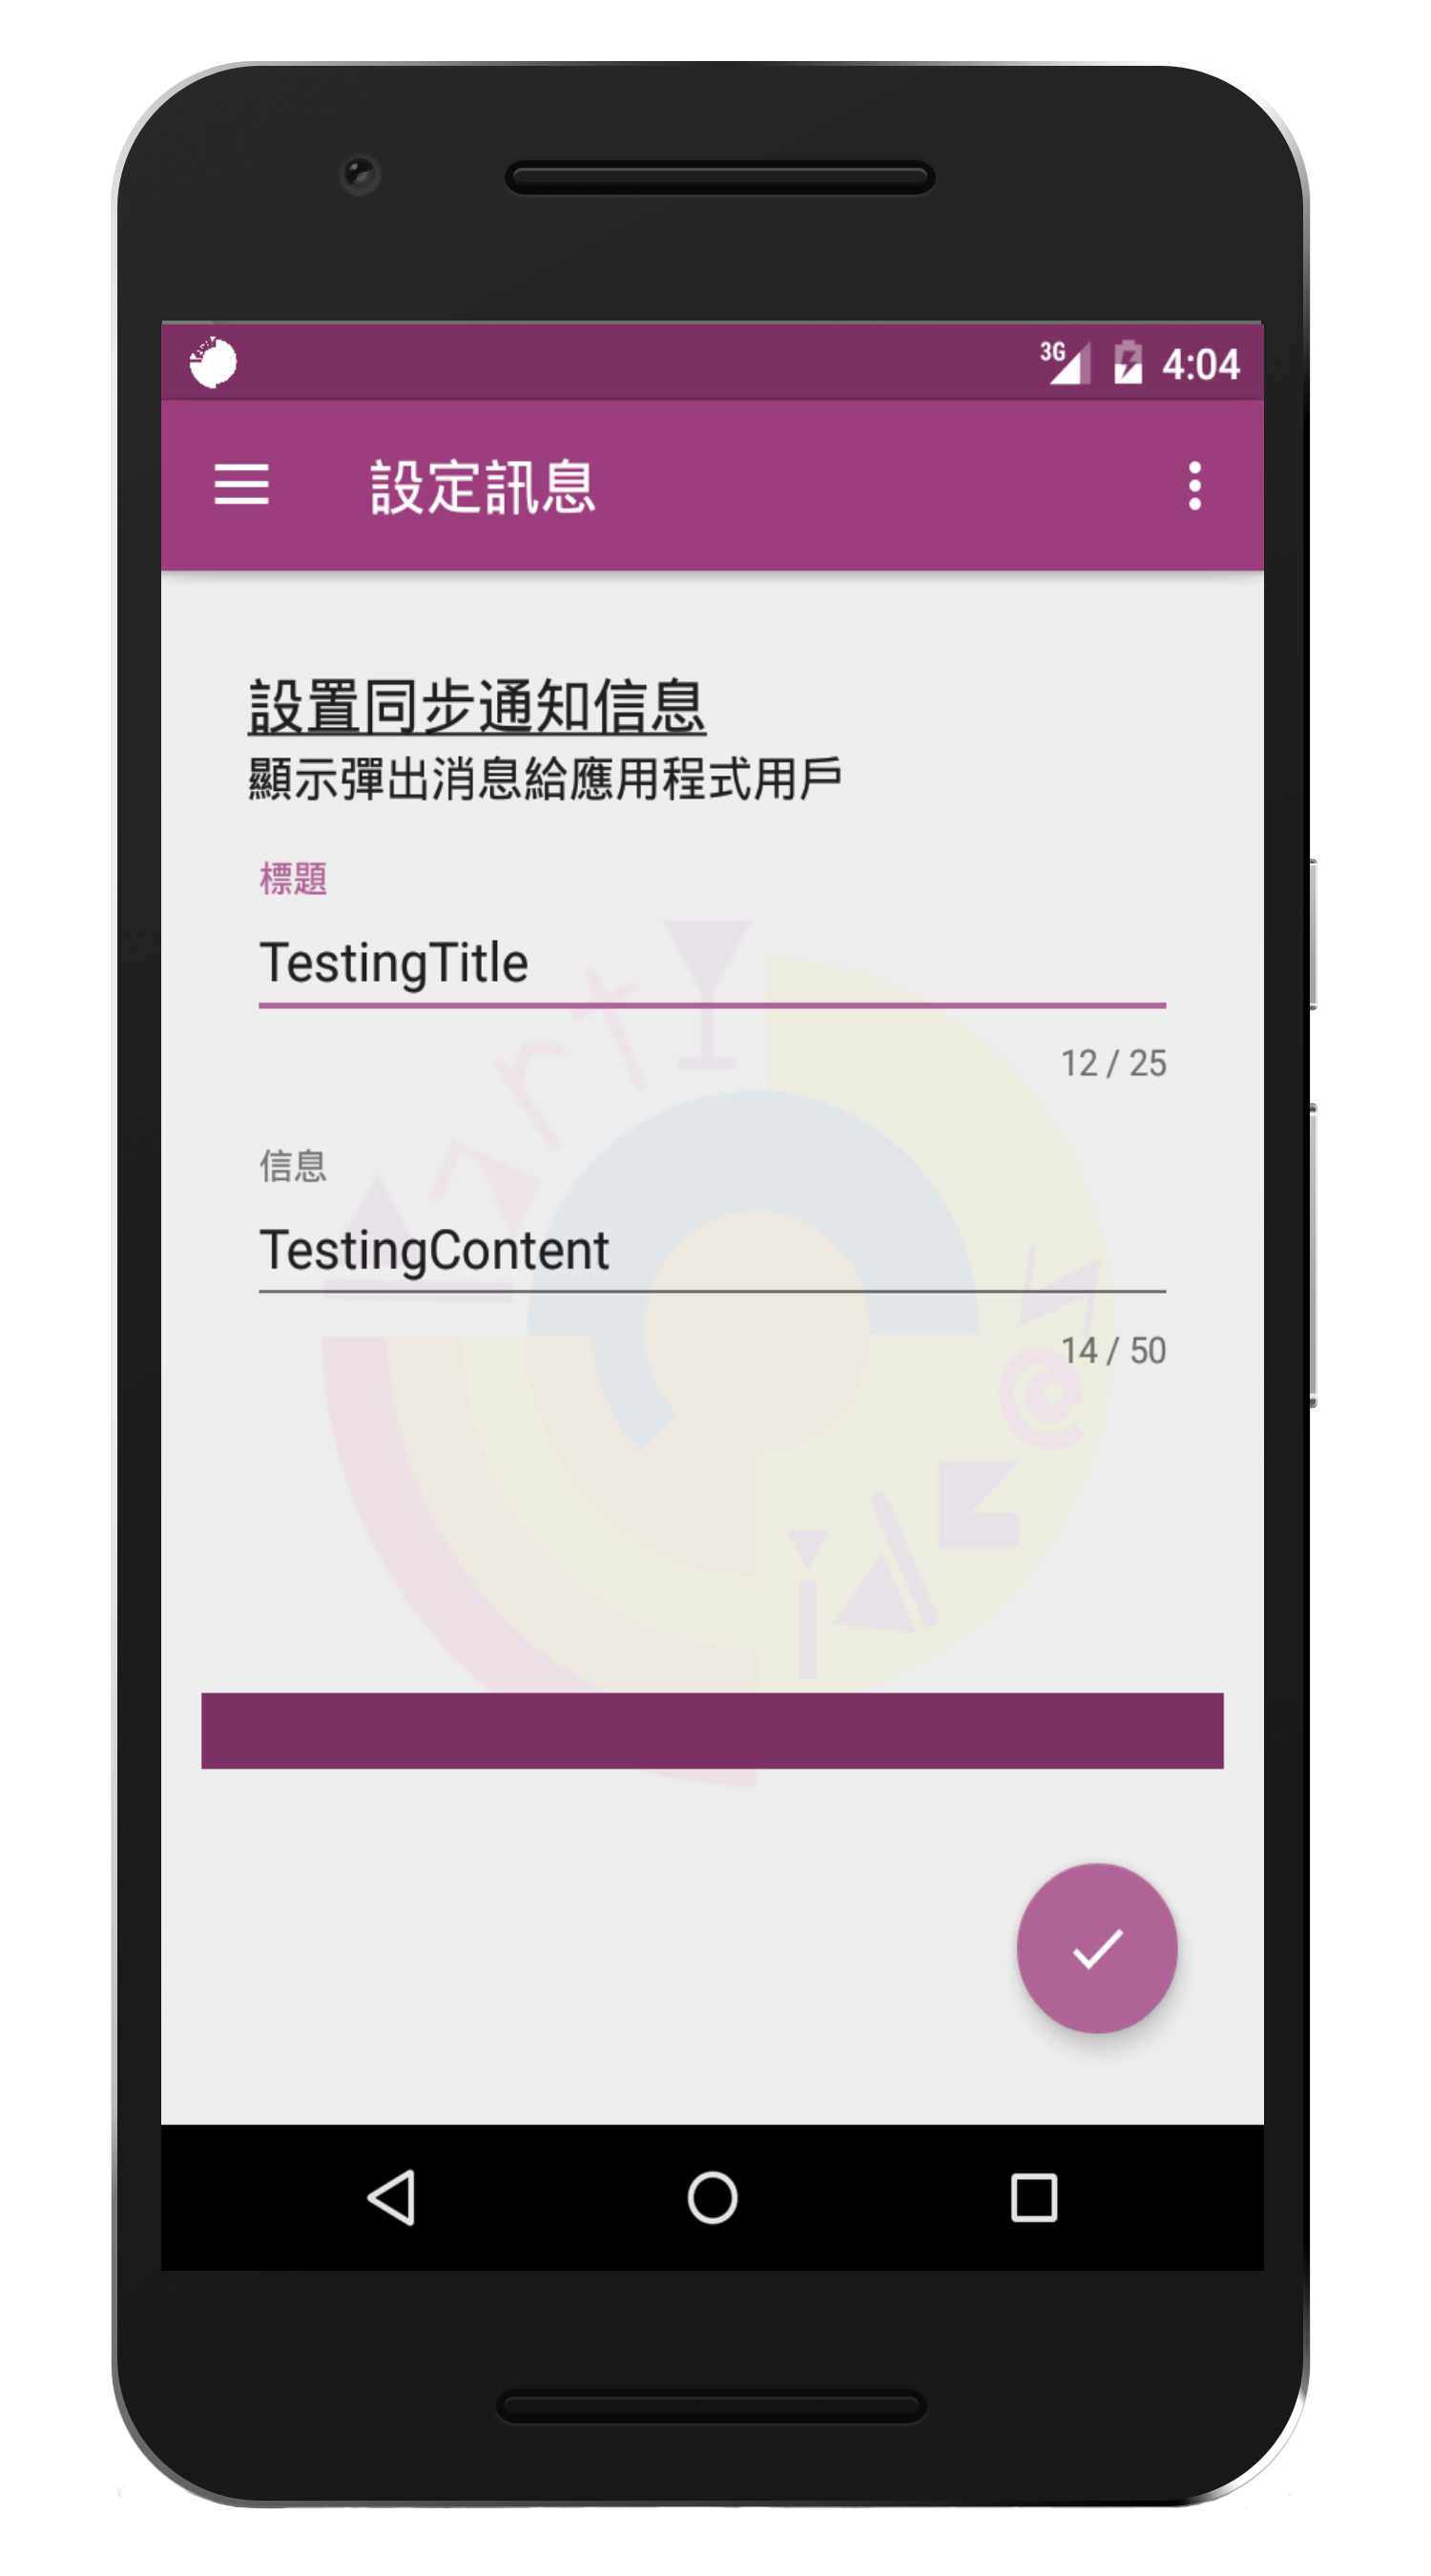 3G 4:04
設定訊息
設置同步通知信息
顯示彈出消息給應用程式用戶
標題
TestingTitle
12 / 25
信息
TestingContent
14 / 50